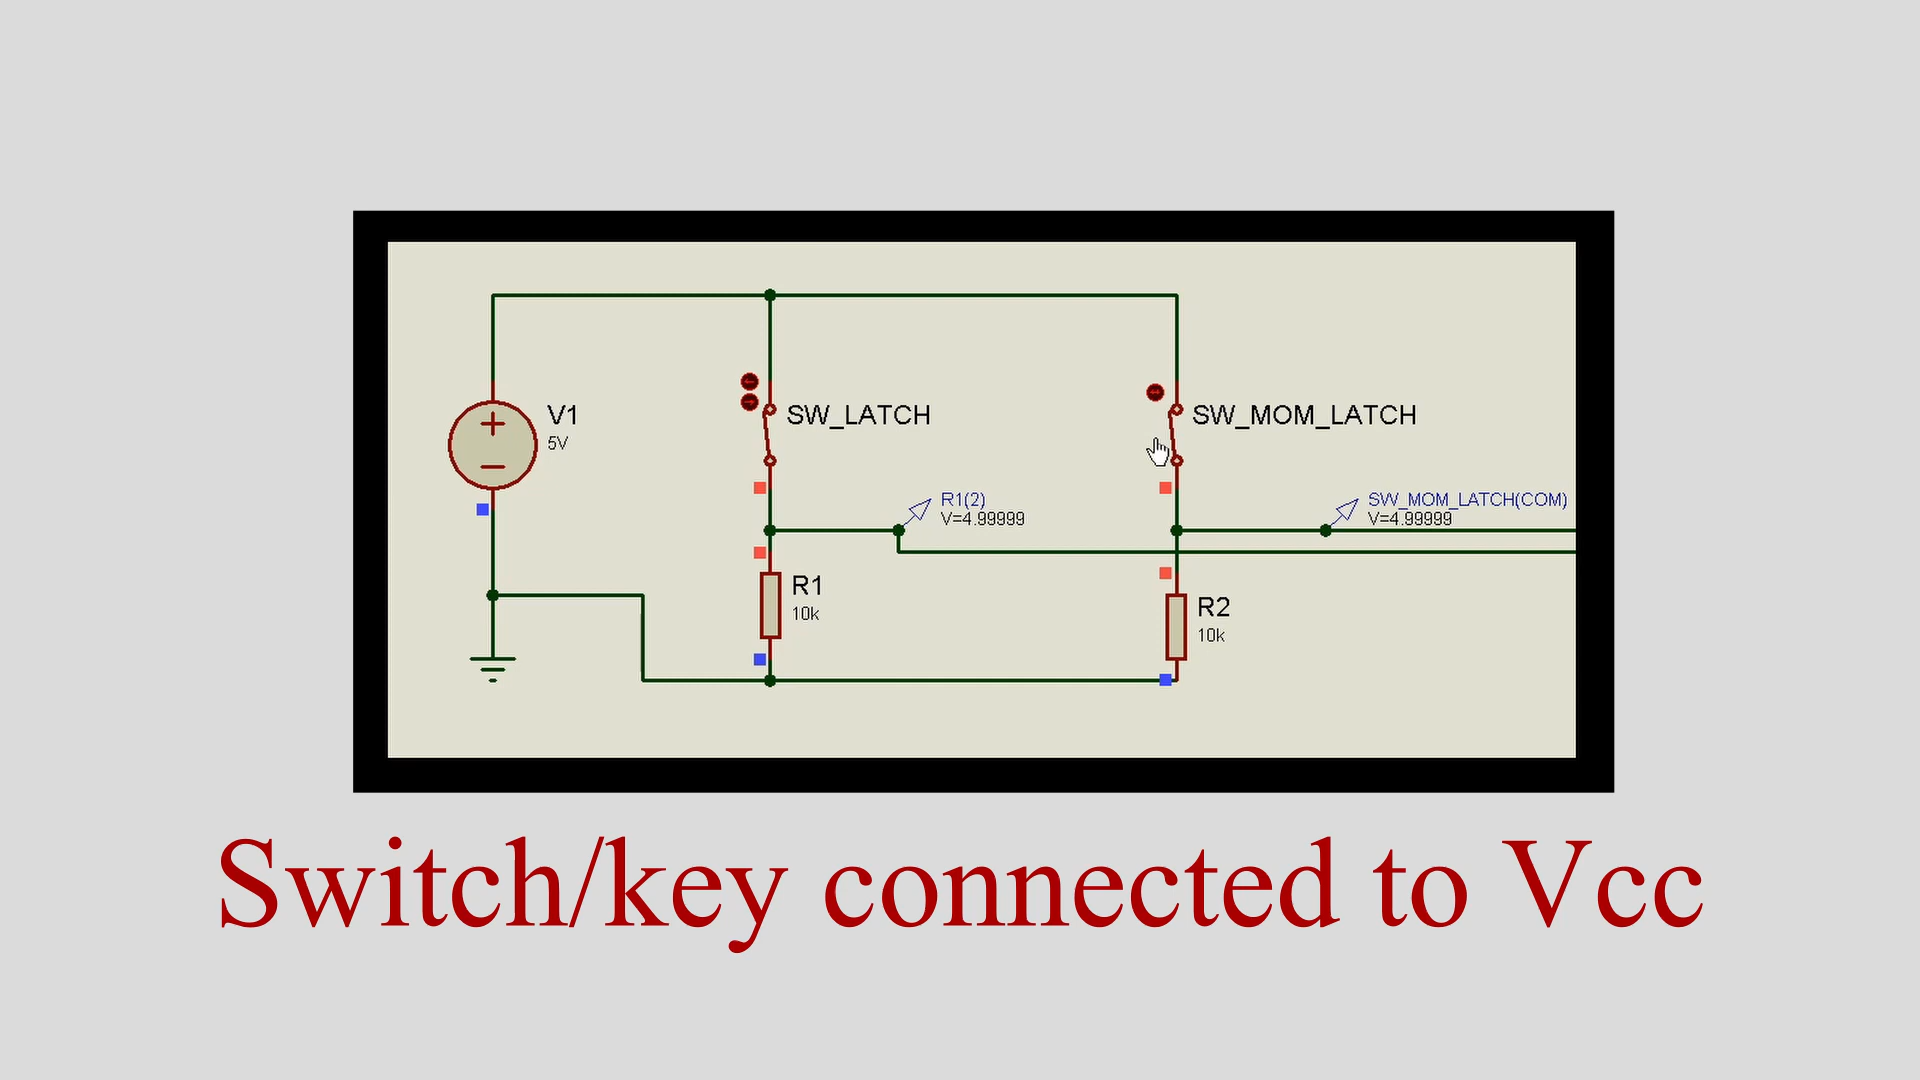 V1
5V
SW_LATCH
SW_MOM_LATCH
R1(2)
V=4.99999
SW_MOM_LATCH(COM)
V=4.99999
R1
10k
R2
10k
Switch/key connected to Vcc